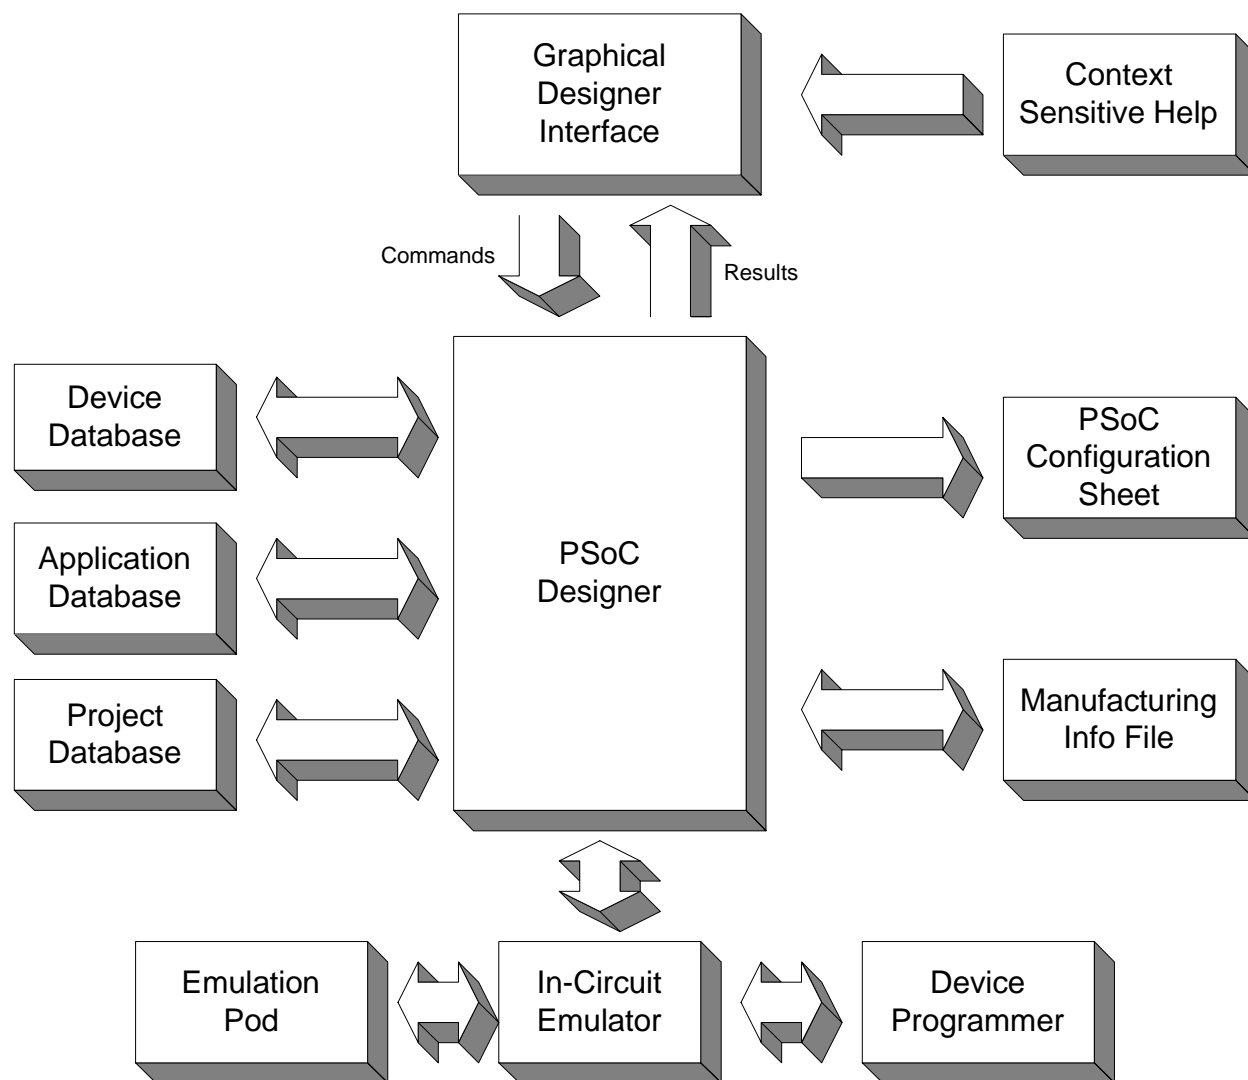 Graphical
Designer
Interface
Context
Sensitive Help
Commands
Results
Device
Database
PSoC
Configuration
Sheet
Application
Database
PSoC
Designer
Project
Database
Manufacturing
Info File
Emulation
Pod
In-Circuit
Emulator
Device
Programmer